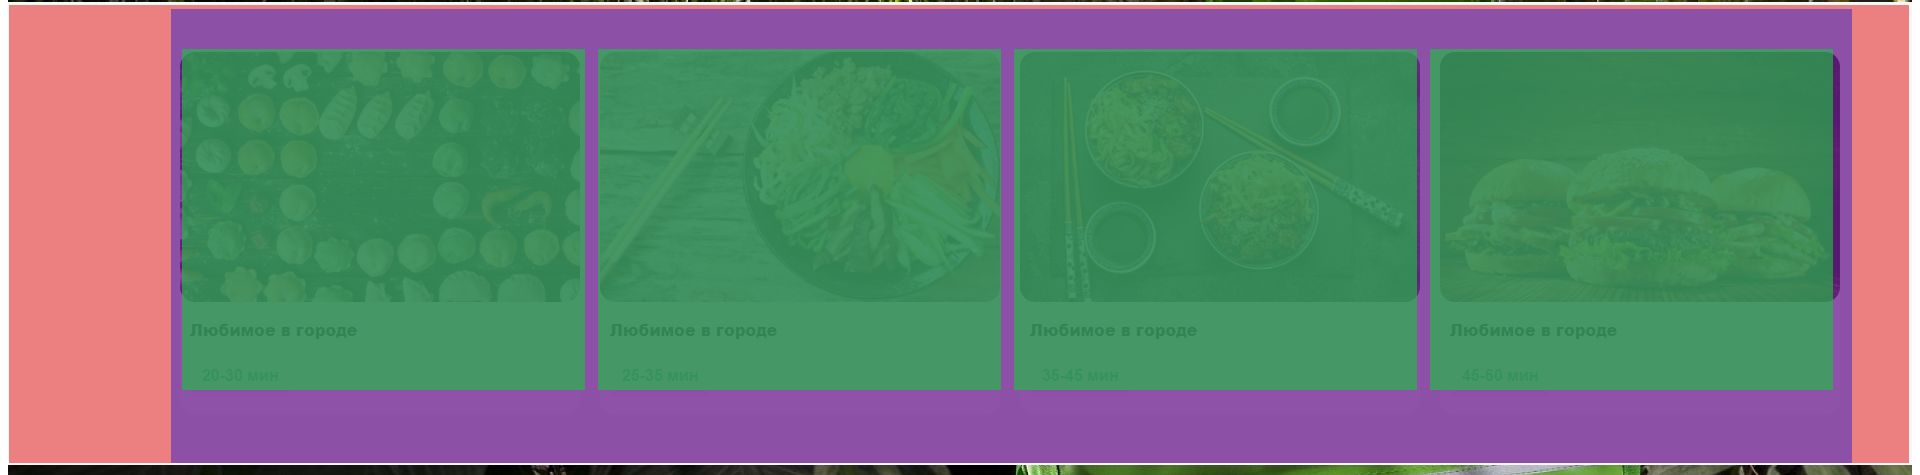 Любимое в городе
20-30 мин
Любимое в городе
25-35 мин
Любимое в городе
35-45 мин
Любимое в городе
45-60 мин